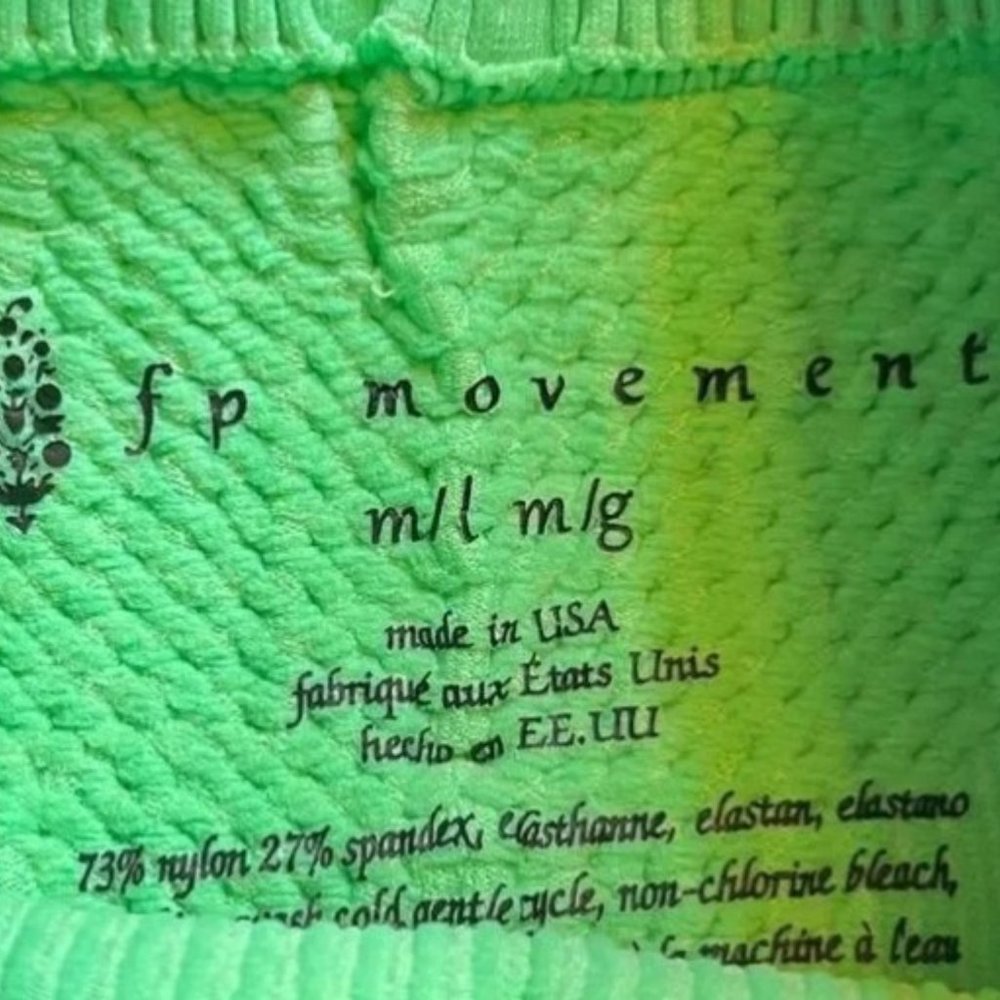 fp movement
m/l m/g
made in USA
fabriqué aux États Unis
hecho en EE.UU
73% nylon 27% spandex, elasthanne, elastan, elastano
wash cold gentle cycle, non-chlorine bleach,
à la machine à l'eau